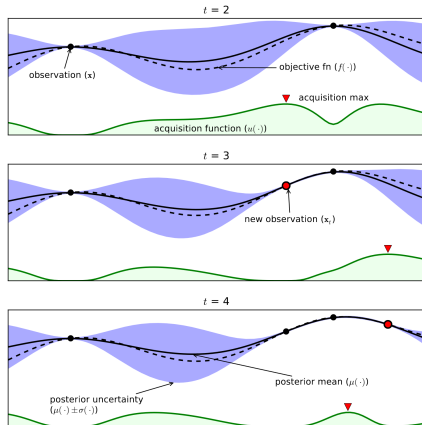 t = 2
observation (x)
objective fn (f(·))
acquisition max
acquisition function (u(·))
t = 3
new observation (xₜ)
t = 4
posterior mean (μ(·))
posterior uncertainty
(μ(·) ± σ(·))